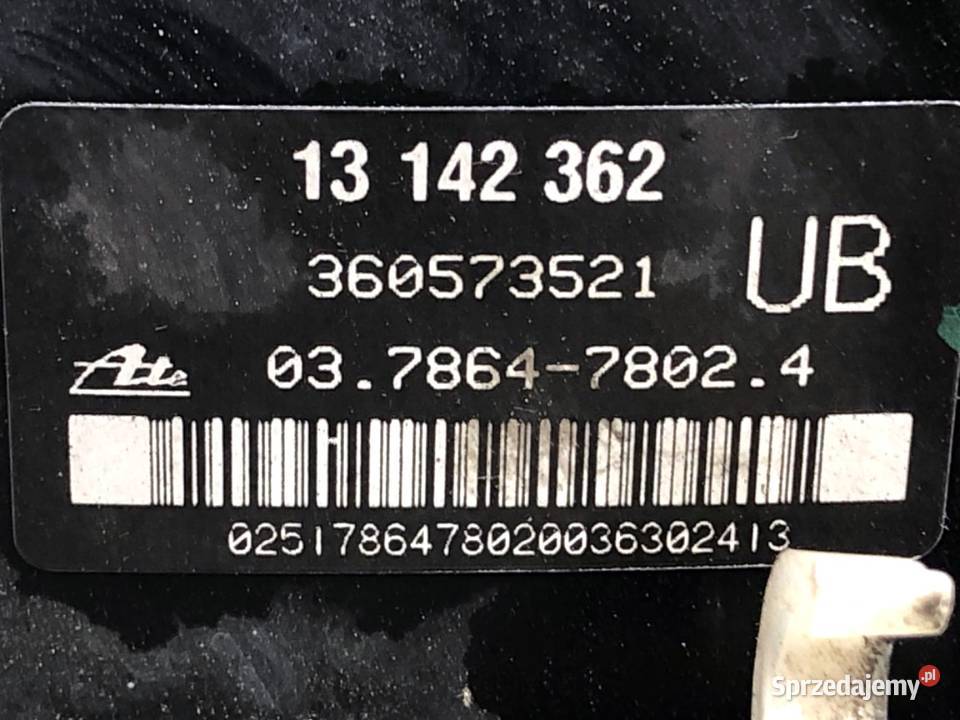 13 142 362
360573521
UB
Ate 03.7864-7802.4
0251786478020036302413
Sprzedajemy.pl